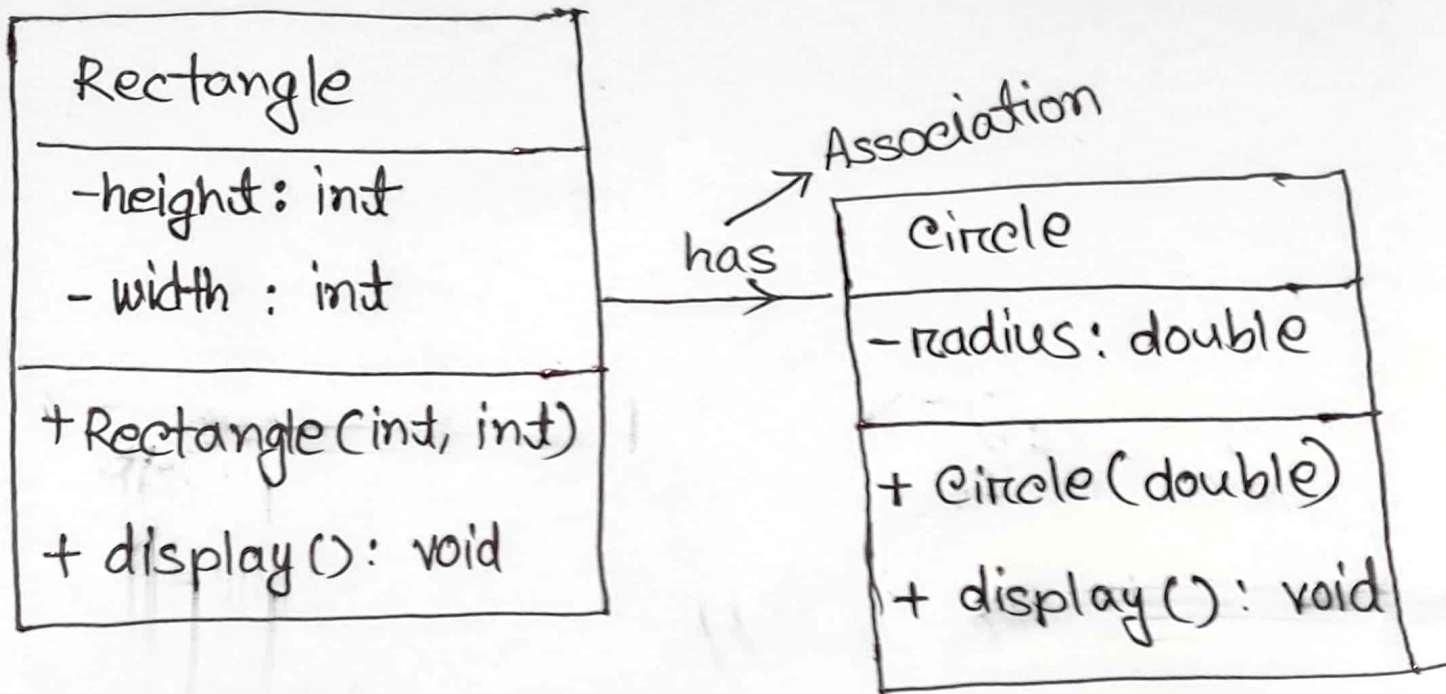 Rectangle
-height: int
- width : int
+ Rectangle(int, int)
+ display(): void
has
Association
Circle
- radius: double
+ Circle(double)
+ display(): void